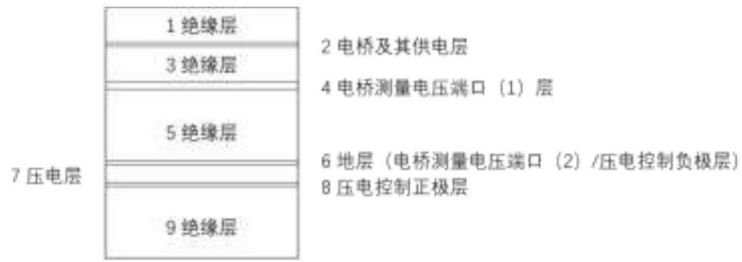 1 绝缘层
2 电桥及其供电层
3 绝缘层
4 电桥测量电压端口（1）层
5 绝缘层
6 地层（电桥测量电压端口（2）/压电控制负极层）
7 压电层
8 压电控制正极层
9 绝缘层